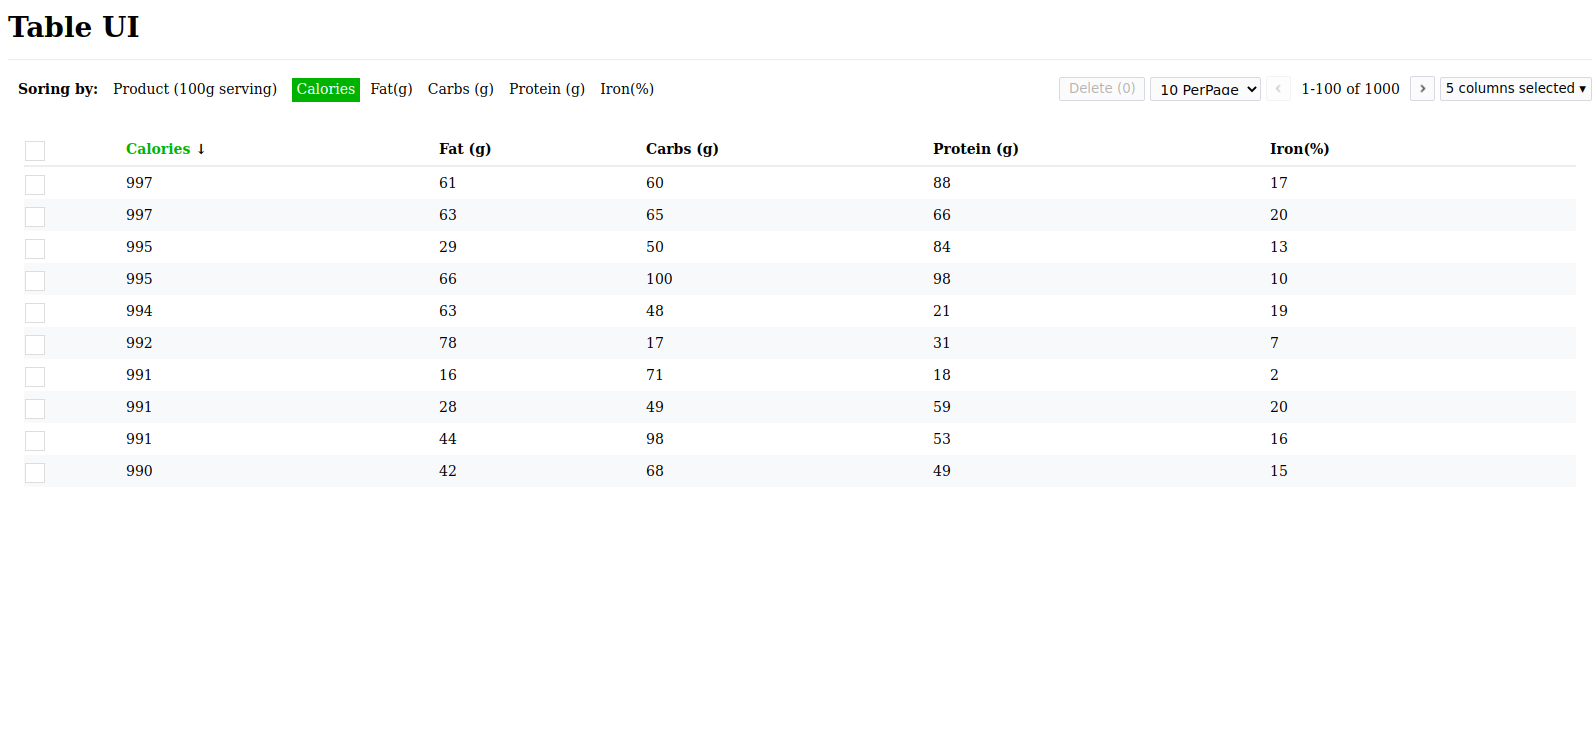 Table UI
Soring by: Product (100g serving) Calories Fat(g) Carbs (g) Protein (g) Iron(%) Delete (0) 10 PerPage ‹ 1-100 of 1000 › 5 columns selected ▾
Calories ↓ Fat (g) Carbs (g) Protein (g) Iron(%)
997 61 60 88 17
997 63 65 66 20
995 29 50 84 13
995 66 100 98 10
994 63 48 21 19
992 78 17 31 7
991 16 71 18 2
991 28 49 59 20
991 44 98 53 16
990 42 68 49 15